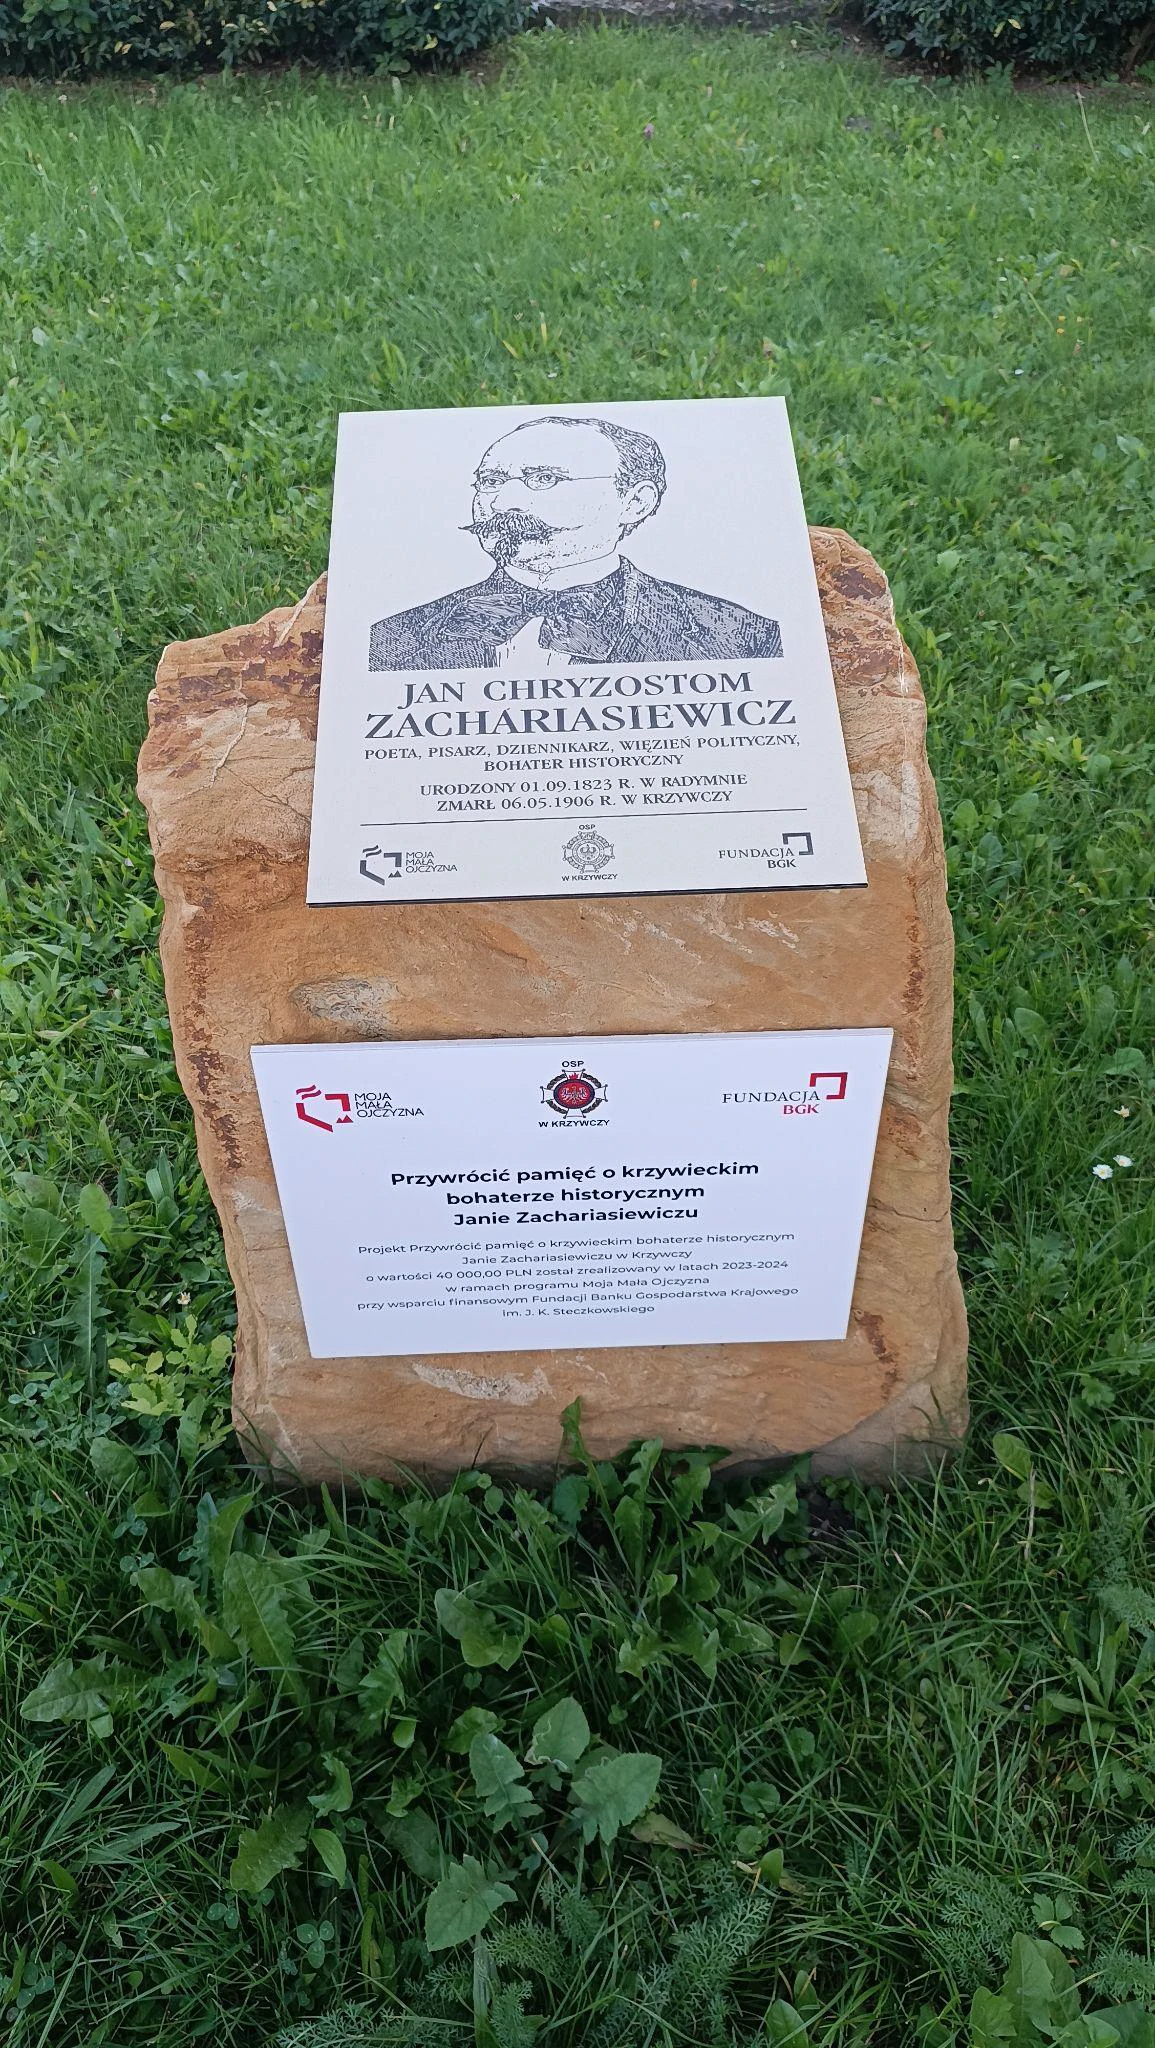 JAN CHRYZOSTOM
ZACHARIASIEWICZ
POETA, PISARZ, DZIENNIKARZ, WIĘZIEŃ POLITYCZNY,
BOHATER HISTORYCZNY
URODZONY 01.09.1823 R. W RADYMNIE
ZMARŁ 06.05.1906 R. W KRZYWCZY
MOJA
MAŁA
OJCZYZNA
OSP
W KRZYWCZY
FUNDACJA
BGK
MOJA
MAŁA
OJCZYZNA
OSP
W KRZYWCZY
FUNDACJA
BGK
Przywrócić pamięć o krzywieckim
bohaterze historycznym
Janie Zachariasiewiczu
Projekt Przywrócić pamięć o krzywieckim bohaterze historycznym
Janie Zachariasiewiczu w Krzywczy
o wartości 40 000,00 PLN został zrealizowany w latach 2023-2024
w ramach programu Moja Mała Ojczyzna
przy wsparciu finansowym Fundacji Banku Gospodarstwa Krajowego
im. J. K. Steczkowskiego